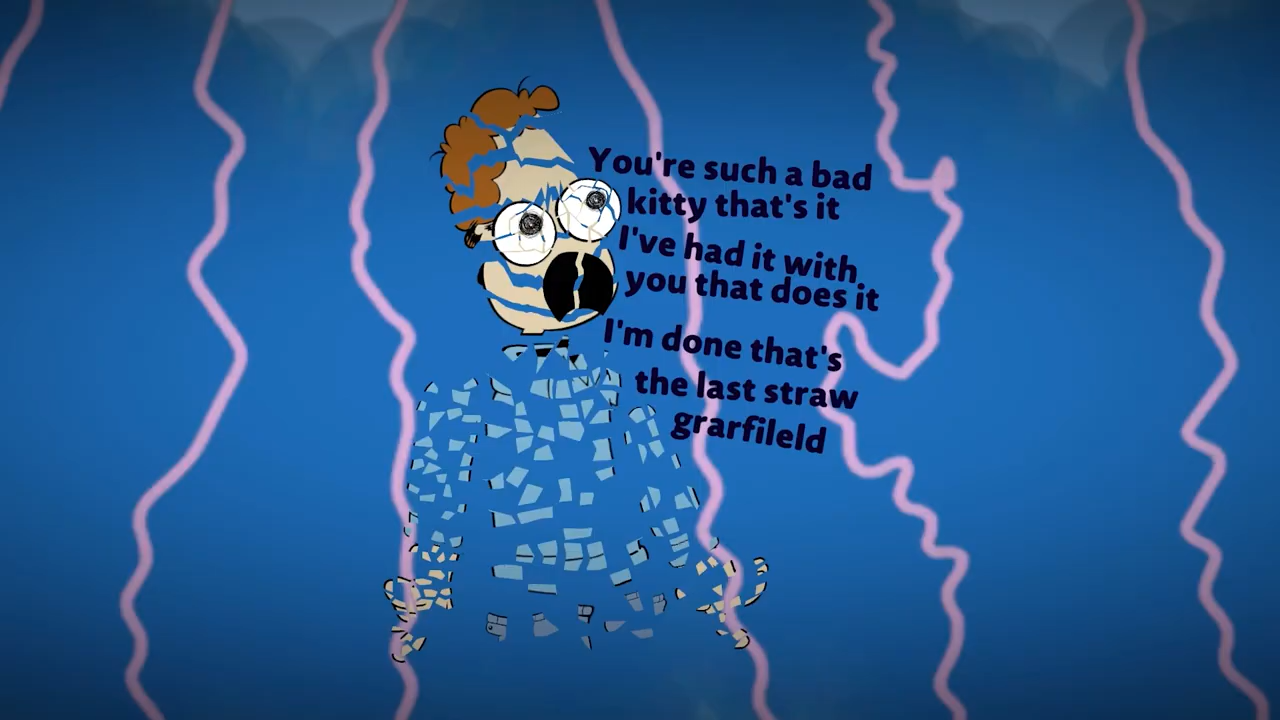 You're such a bad
kitty that's it
I've had it with
you that does it
I'm done that's
the last straw
grarfileld